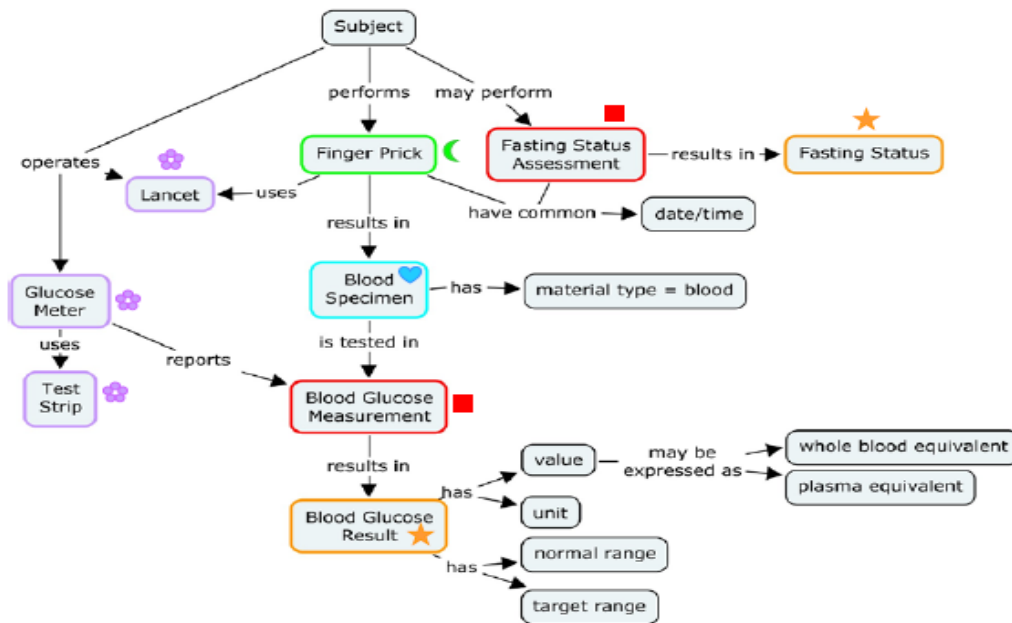 Subject
performs
may perform
operates
Finger Prick
Fasting Status
Assessment
results in
Fasting Status
Lancet
uses
have common
date/time
results in
Glucose
Meter
Blood
Specimen
has
material type = blood
uses
is tested in
reports
Test
Strip
Blood Glucose
Measurement
results in
value
may be
expressed as
whole blood equivalent
plasma equivalent
has
unit
Blood Glucose
Result
normal range
has
target range